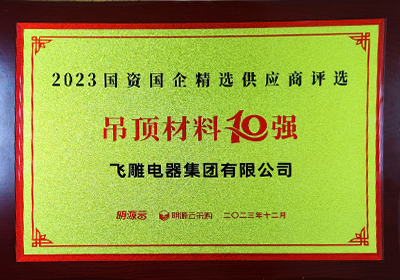 2023国资国企精选供应商评选
吊顶材料10强
飞雕电器集团有限公司
明源云 明源云采购 二〇二三年十二月